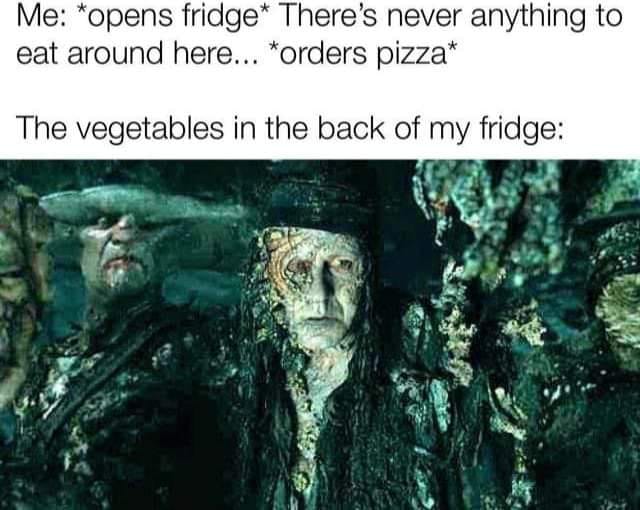 Me: *opens fridge* There’s never anything to
eat around here... *orders pizza*
The vegetables in the back of my fridge: